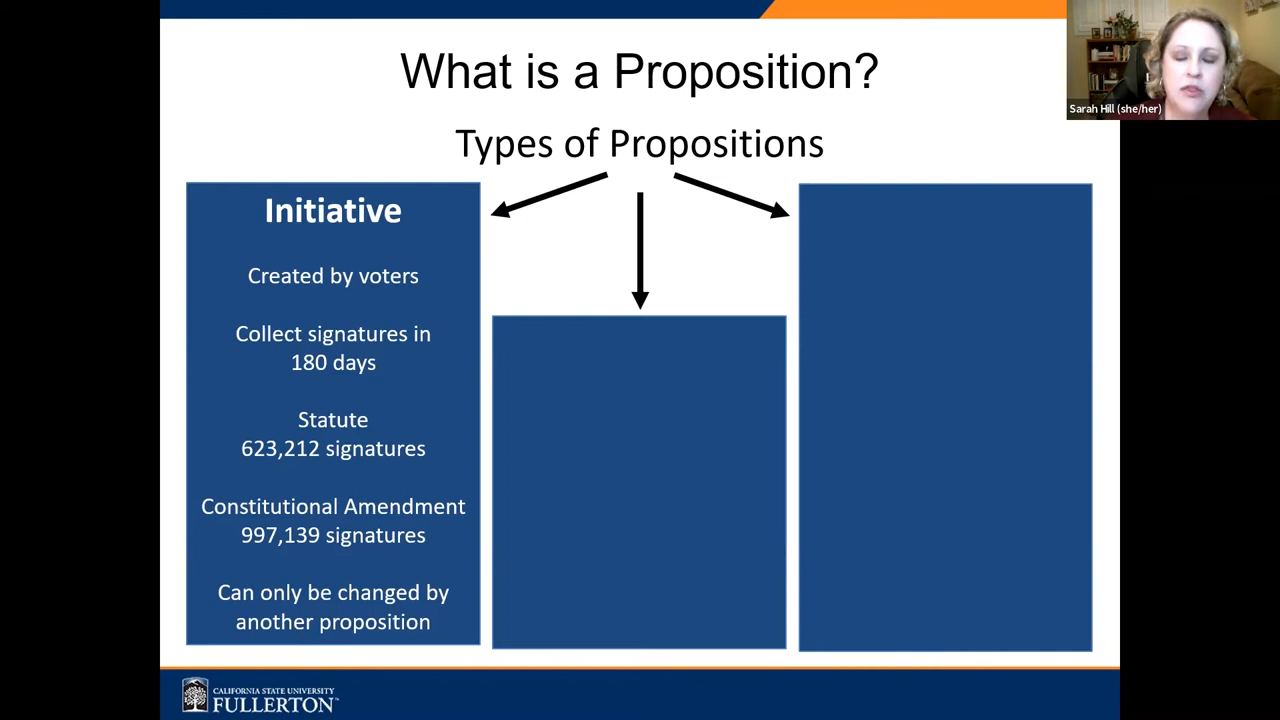 What is a Proposition?
Sarah Hill (she/her)
Types of Propositions
Initiative
Created by voters
Collect signatures in
180 days
Statute
623,212 signatures
Constitutional Amendment
997,139 signatures
Can only be changed by
another proposition
CALIFORNIA STATE UNIVERSITY
FULLERTON™